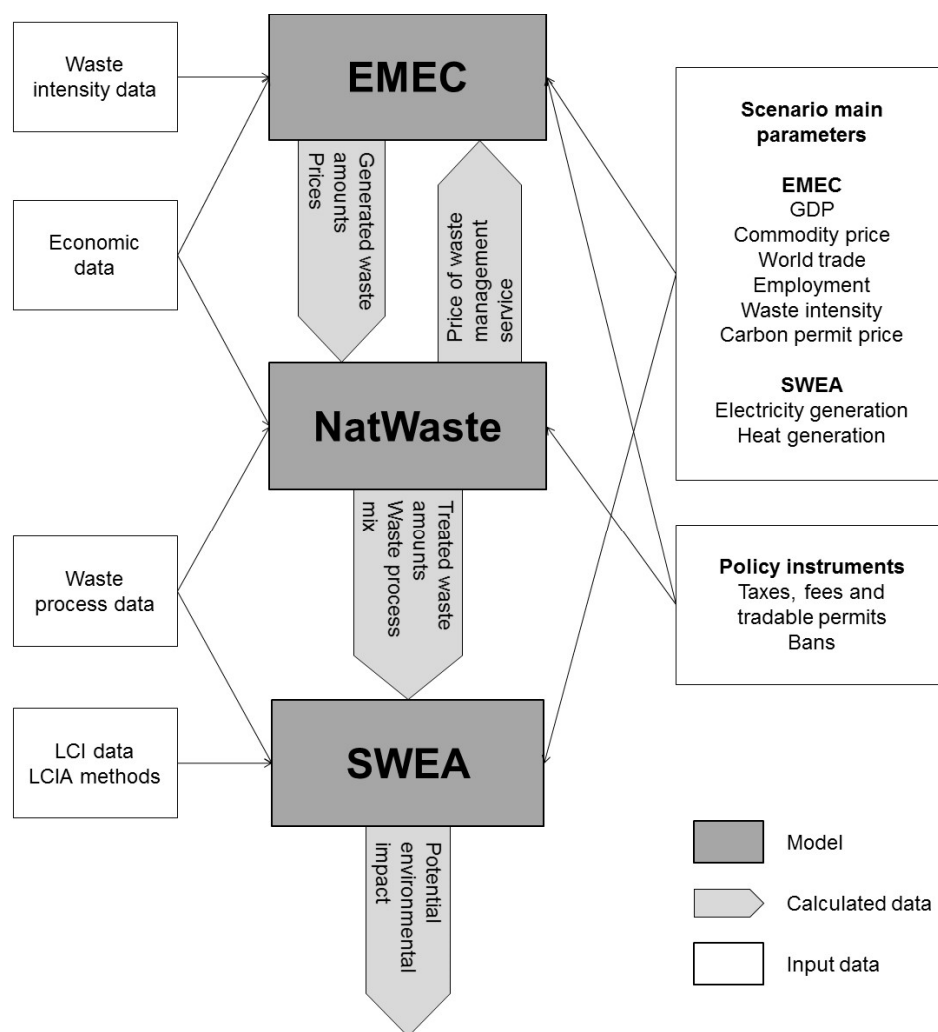 Waste
intensity data
Economic
data
Waste
process data
LCI data
LCIA methods
EMEC
Generated waste
amounts
Prices
Price of waste
management
service
NatWaste
Treated waste
amounts
Waste process
mix
SWEA
Potential
environmental
impact
Scenario main
parameters
EMEC
GDP
Commodity price
World trade
Employment
Waste intensity
Carbon permit price
SWEA
Electricity generation
Heat generation
Policy instruments
Taxes, fees and
tradable permits
Bans
Model
Calculated data
Input data